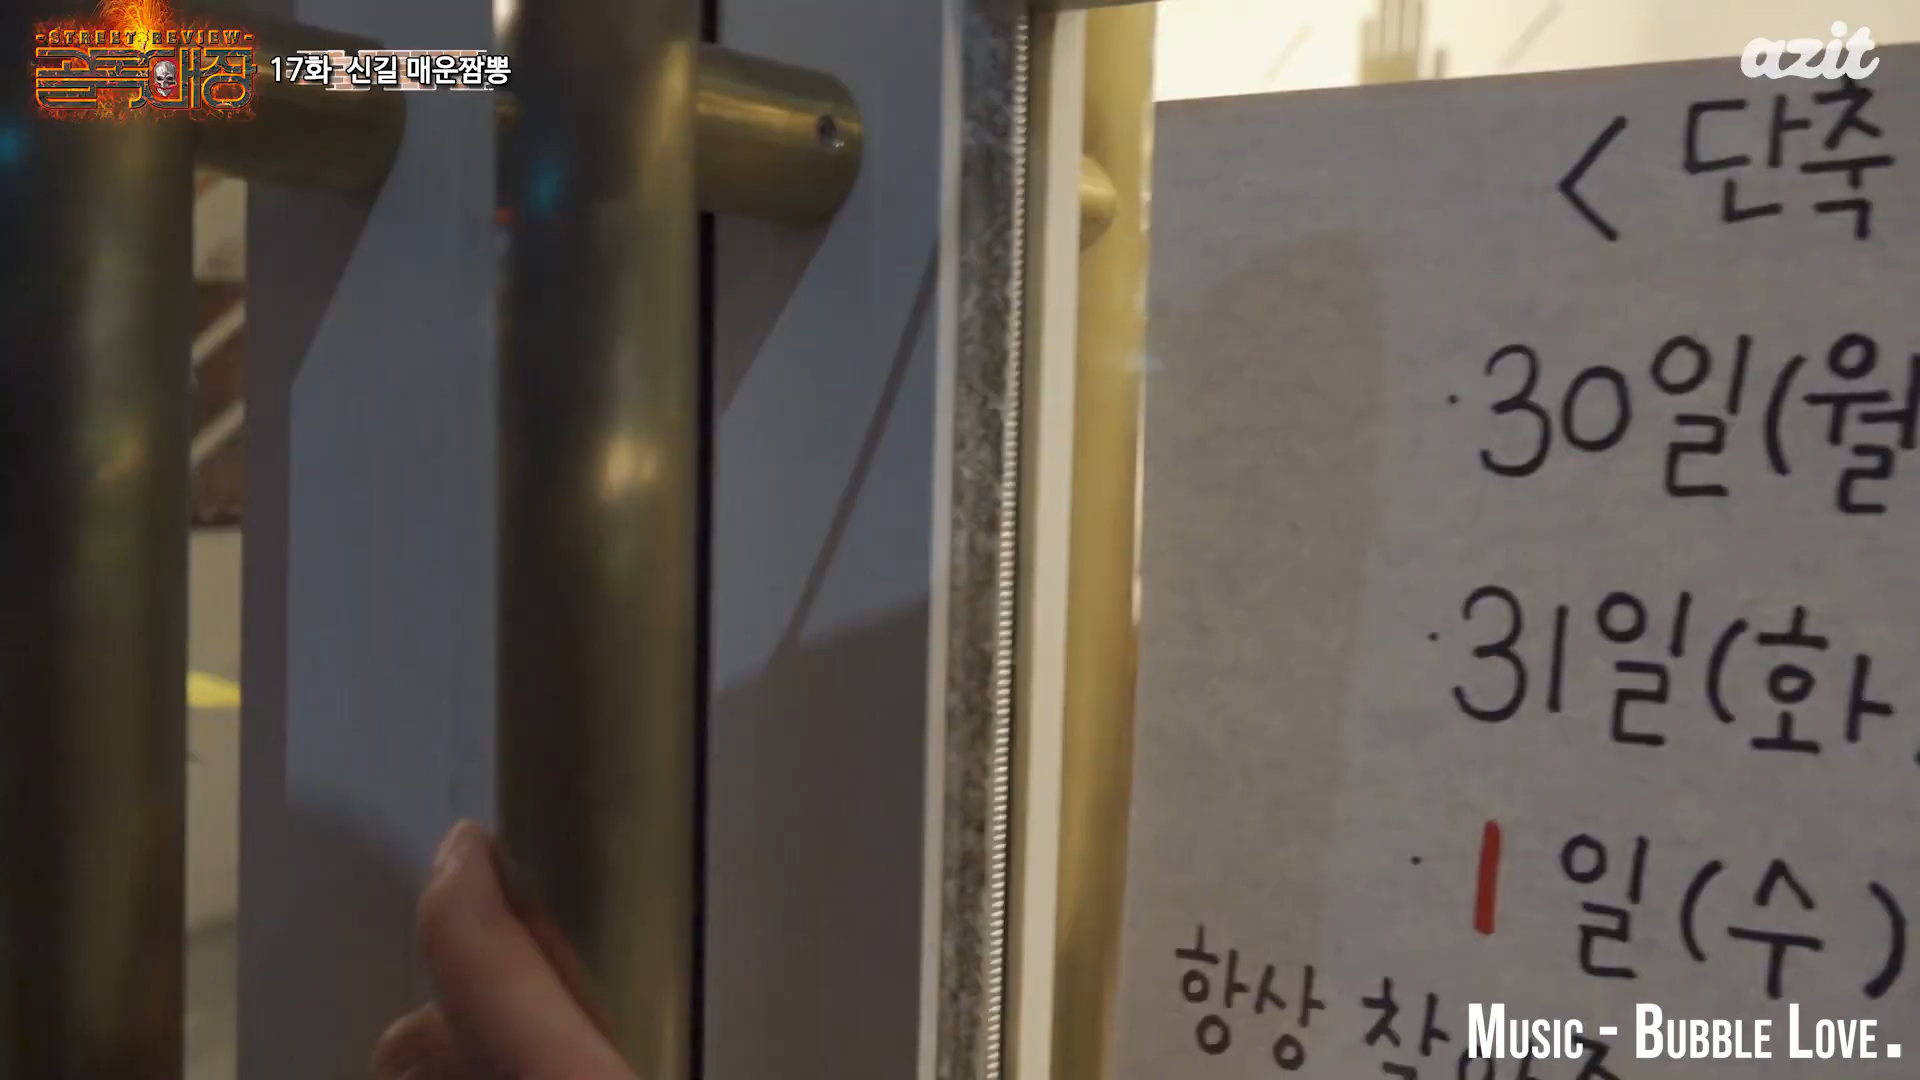 -STREET REVIEW-
골목대장
17화 신길 매운짬뽕
azit
< 단축
·30일(월
·31일(화
·1일(수)
항상
MUSIC - BUBBLE LOVE.